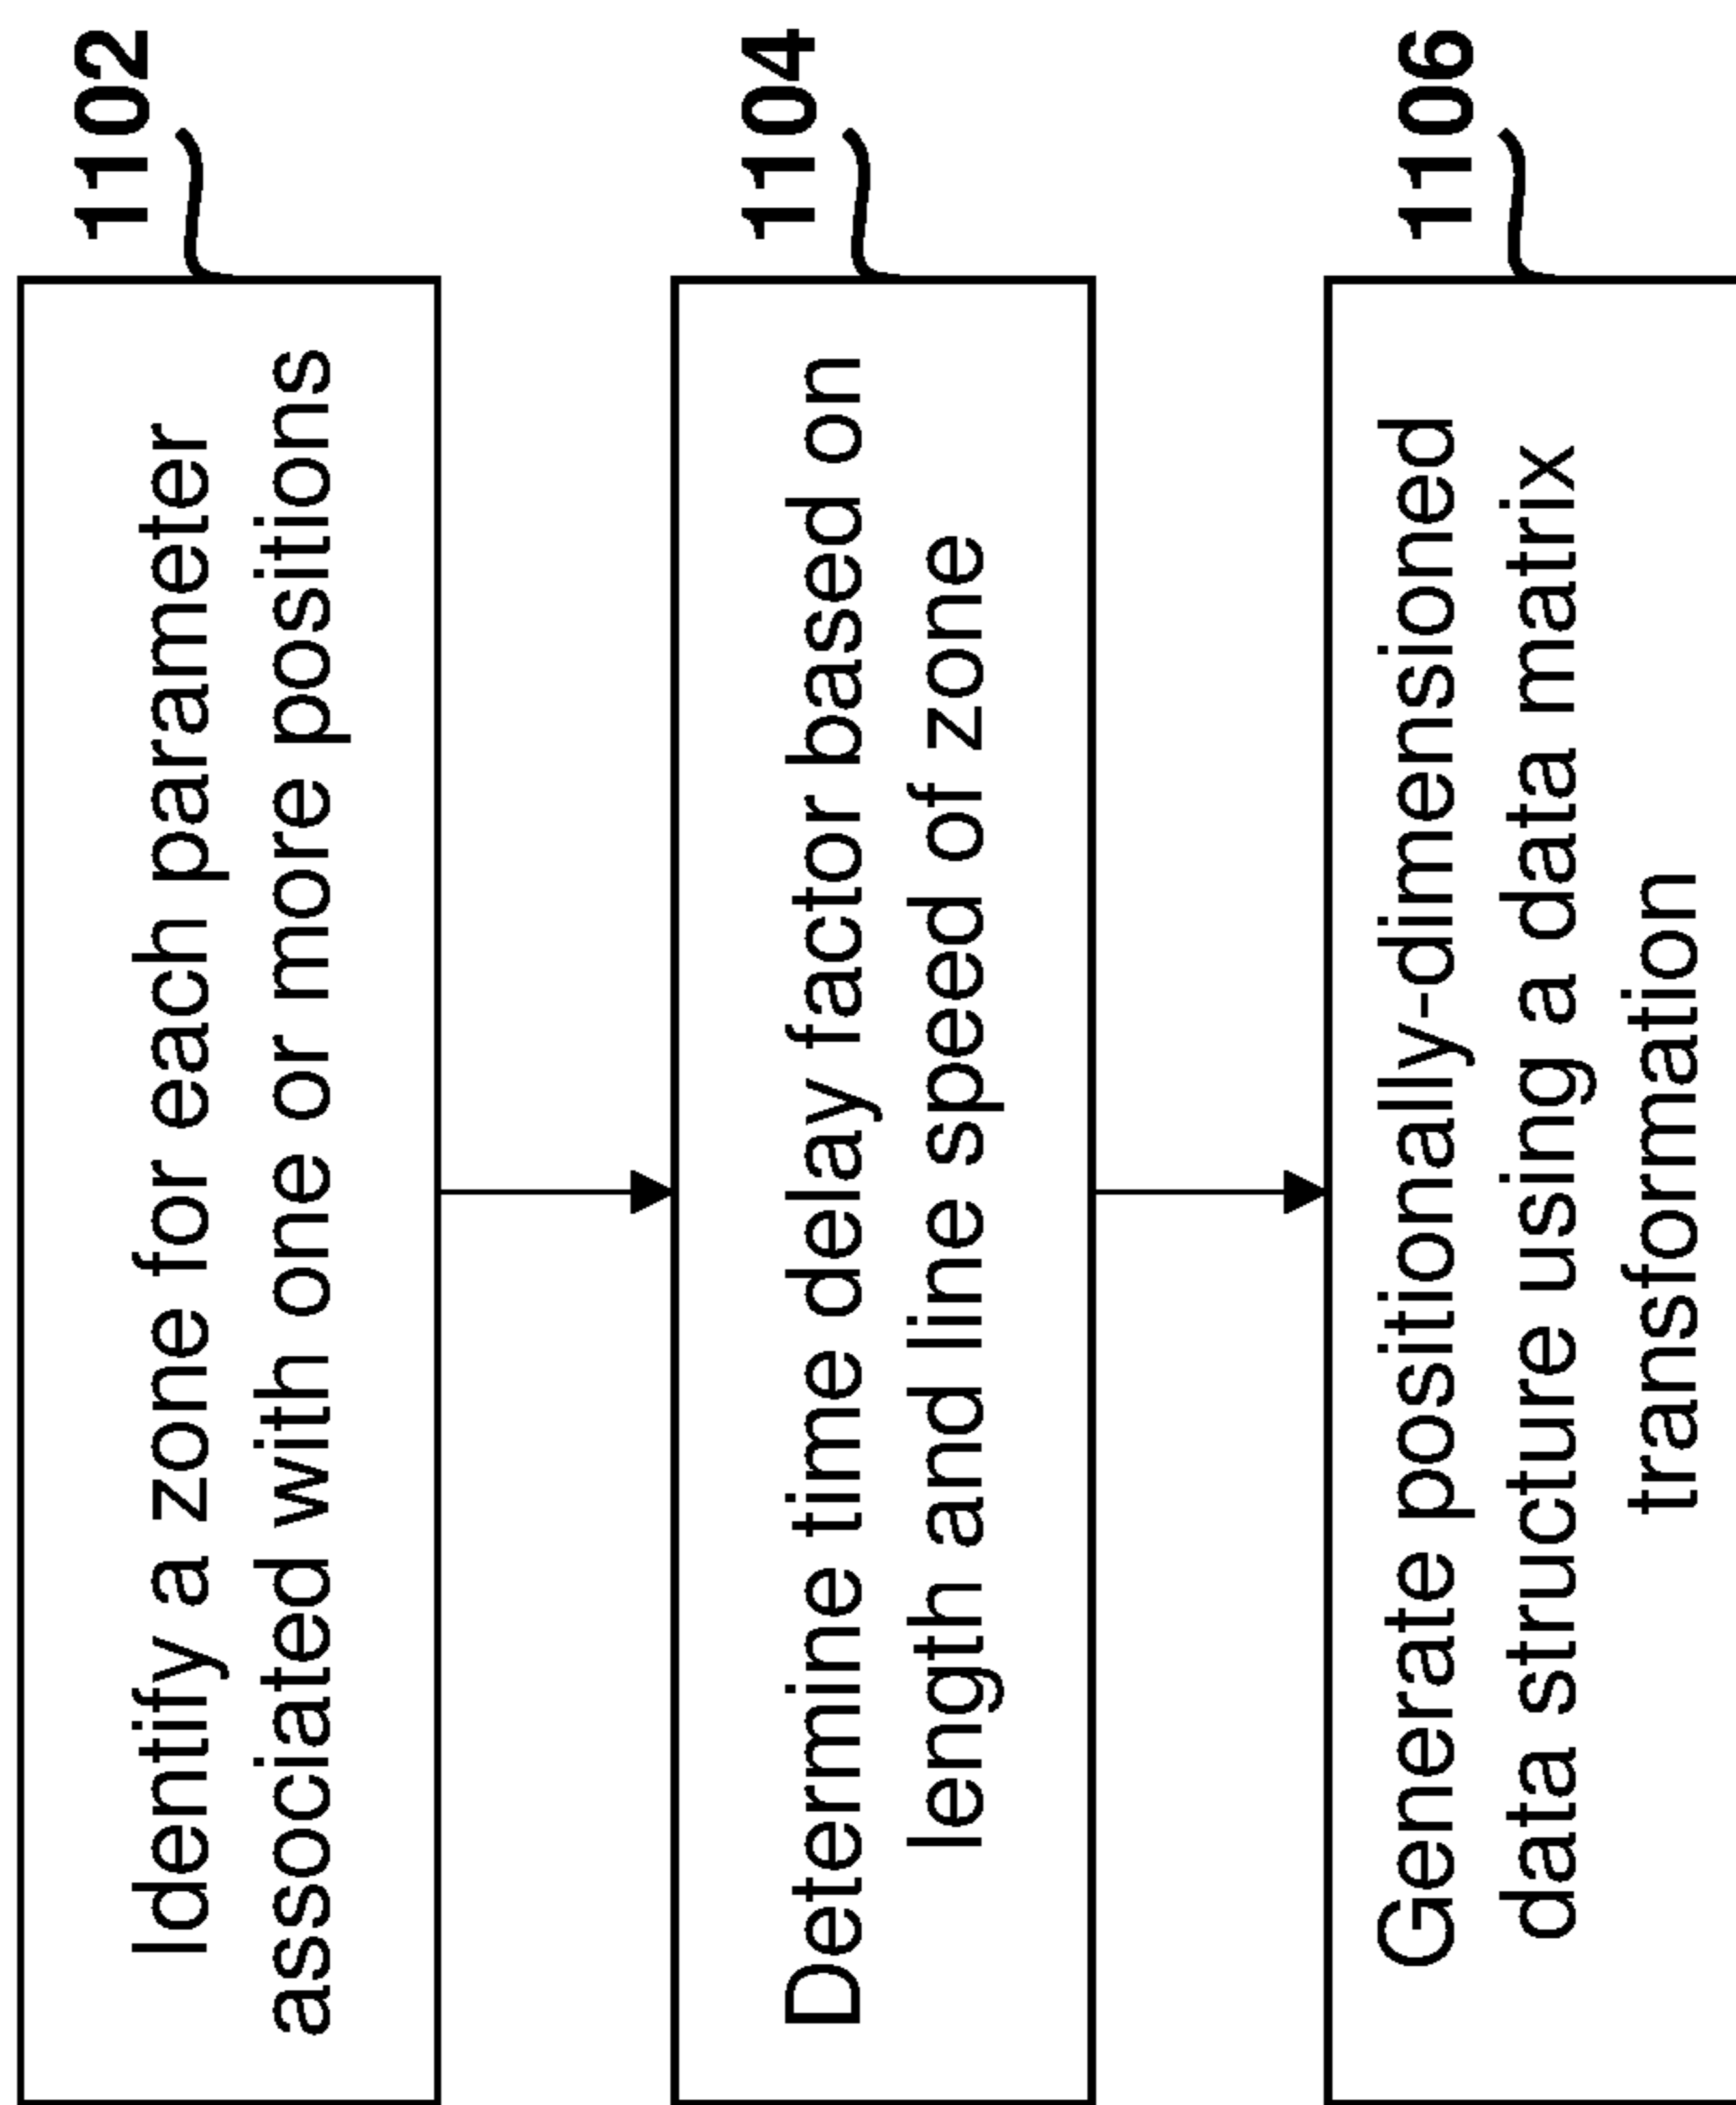 1102
Identify a zone for each parameter
associated with one or more positions
1104
Determine time delay factor based on
length and line speed of zone
1106
Generate positionally-dimensioned
data structure using a data matrix
transformation